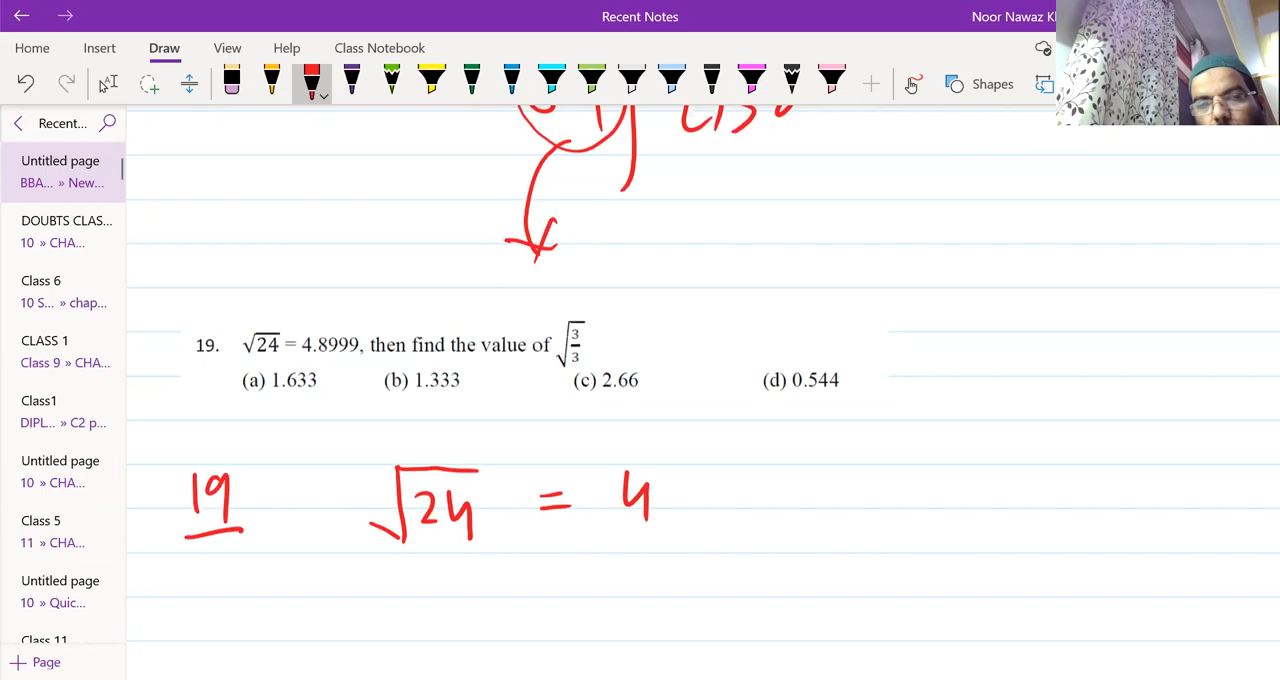 Recent Notes
Noor Nawaz Kh
Home Insert Draw View Help Class Notebook
Shapes
Recent...
Untitled page
BBA... » New...
DOUBTS CLAS...
10 » CHA...
Class 6
10 S... » chap...
CLASS 1
Class 9 » CHA...
Class1
DIPL... » C2 p...
Untitled page
10 » CHA...
Class 5
11 » CHA...
Untitled page
10 » Quic...
Class 11
+ Page
19. √24 = 4.8999, then find the value of √3/3
(a) 1.633 (b) 1.333 (c) 2.66 (d) 0.544
19 √24 = 4